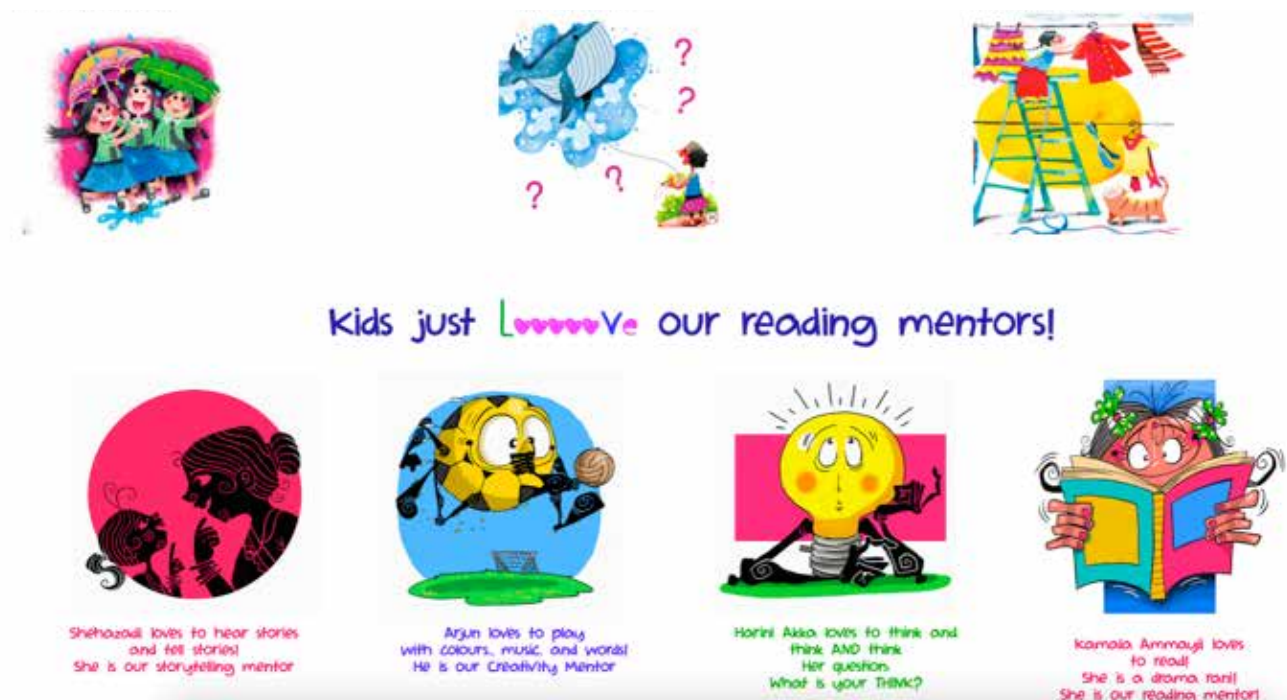 ?
?
?
?
Kids just Looooove our reading mentors!
Shehazadi loves to hear stories
and tell stories!
She is our storytelling mentor
Arjun loves to play
with colours, music, and words!
He is our Creativity Mentor
Harini Akka loves to think and
think AND think
Her question
What is your THINK?
Kamala Ammayi loves
to read!
She is a drama rani!
She is our reading mentor!